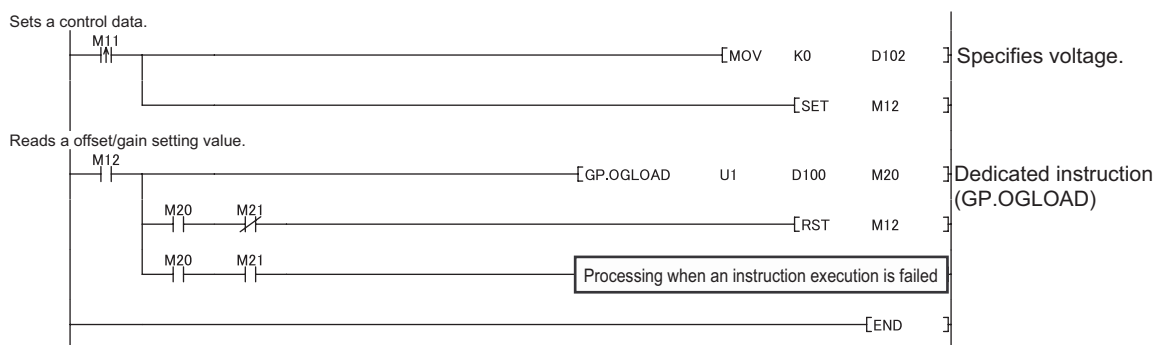 Sets a control data.
M11
[MOV K0 D102 ] Specifies voltage.
[SET M12 ]
Reads a offset/gain setting value.
M12
[GP.OGLOAD U1 D100 M20 ] Dedicated instruction
(GP.OGLOAD)
M20 M21
[RST M12 ]
M20 M21
Processing when an instruction execution is failed
[END ]